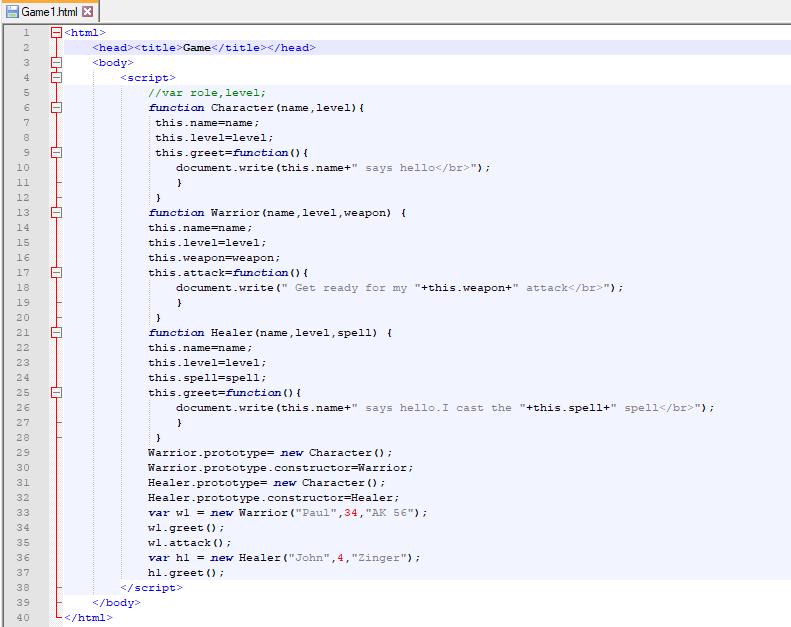 Game1.html
1 <html>
2 <head><title>Game</title></head>
3 <body>
4 <script>
5 //var role,level;
6 function Character(name,level){
7 this.name=name;
8 this.level=level;
9 this.greet=function(){
10 document.write(this.name+" says hello</br>");
11 }
12 }
13 function Warrior(name,level,weapon) {
14 this.name=name;
15 this.level=level;
16 this.weapon=weapon;
17 this.attack=function(){
18 document.write(" Get ready for my "+this.weapon+" attack</br>");
19 }
20 }
21 function Healer(name,level,spell) {
22 this.name=name;
23 this.level=level;
24 this.spell=spell;
25 this.greet=function(){
26 document.write(this.name+" says hello.I cast the "+this.spell+" spell</br>");
27 }
28 }
29 Warrior.prototype= new Character();
30 Warrior.prototype.constructor=Warrior;
31 Healer.prototype= new Character();
32 Healer.prototype.constructor=Healer;
33 var w1 = new Warrior("Paul",34,"AK 56");
34 w1.greet();
35 w1.attack();
36 var h1 = new Healer("John",4,"Zinger");
37 h1.greet();
38 </script>
39 </body>
40 </html>